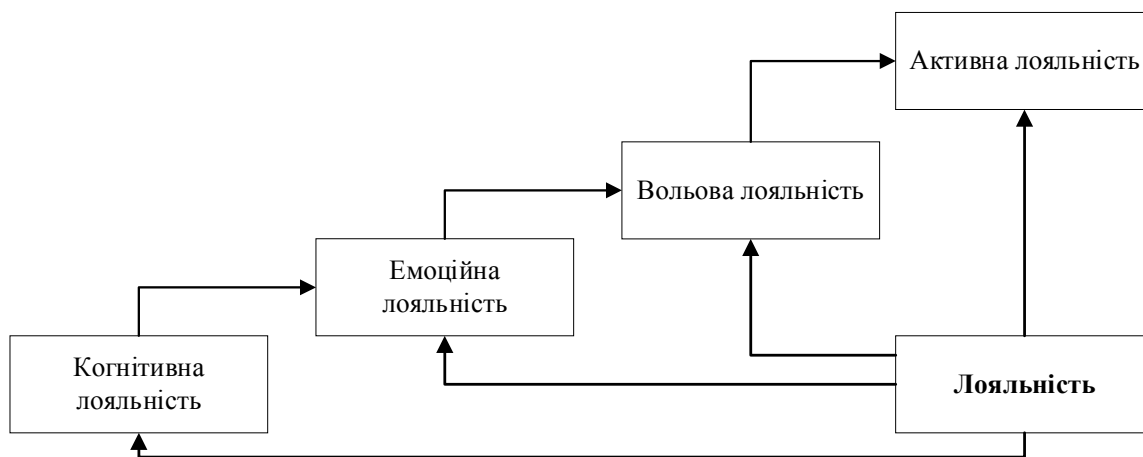 Активна лояльність
Вольова лояльність
Емоційна
лояльність
Когнітивна
лояльність
Лояльність